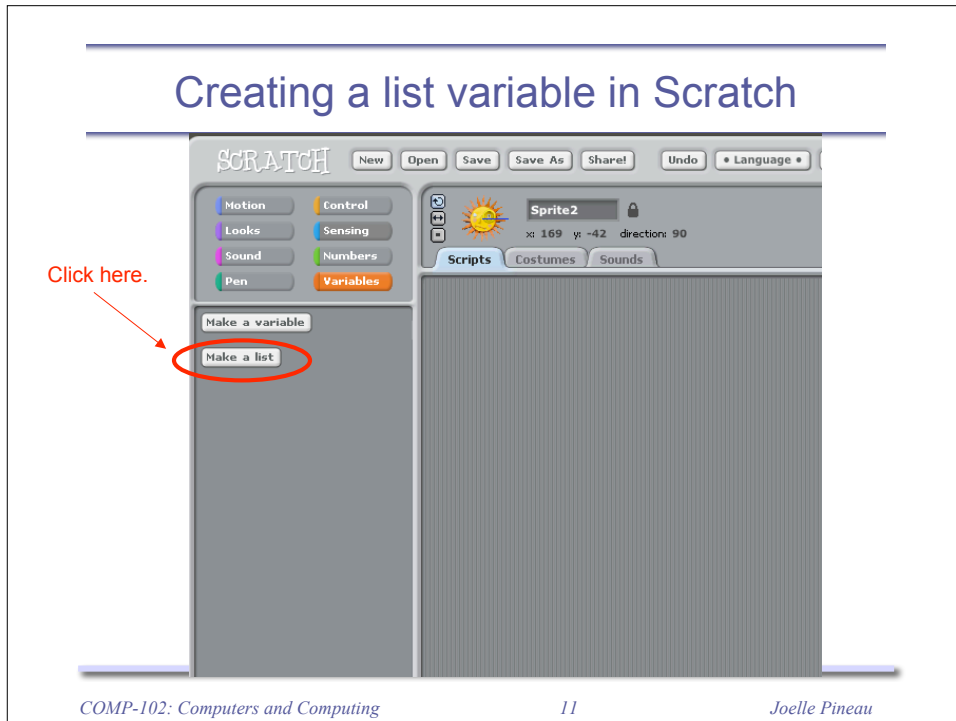 Creating a list variable in Scratch
SCRATCH New Open Save Save As Share! Undo • Language •
Motion Control
Looks Sensing
Sound Numbers
Pen Variables
Sprite2
x: 169 y: -42 direction: 90
Scripts Costumes Sounds
Click here.
Make a variable
Make a list
COMP-102: Computers and Computing 11 Joelle Pineau